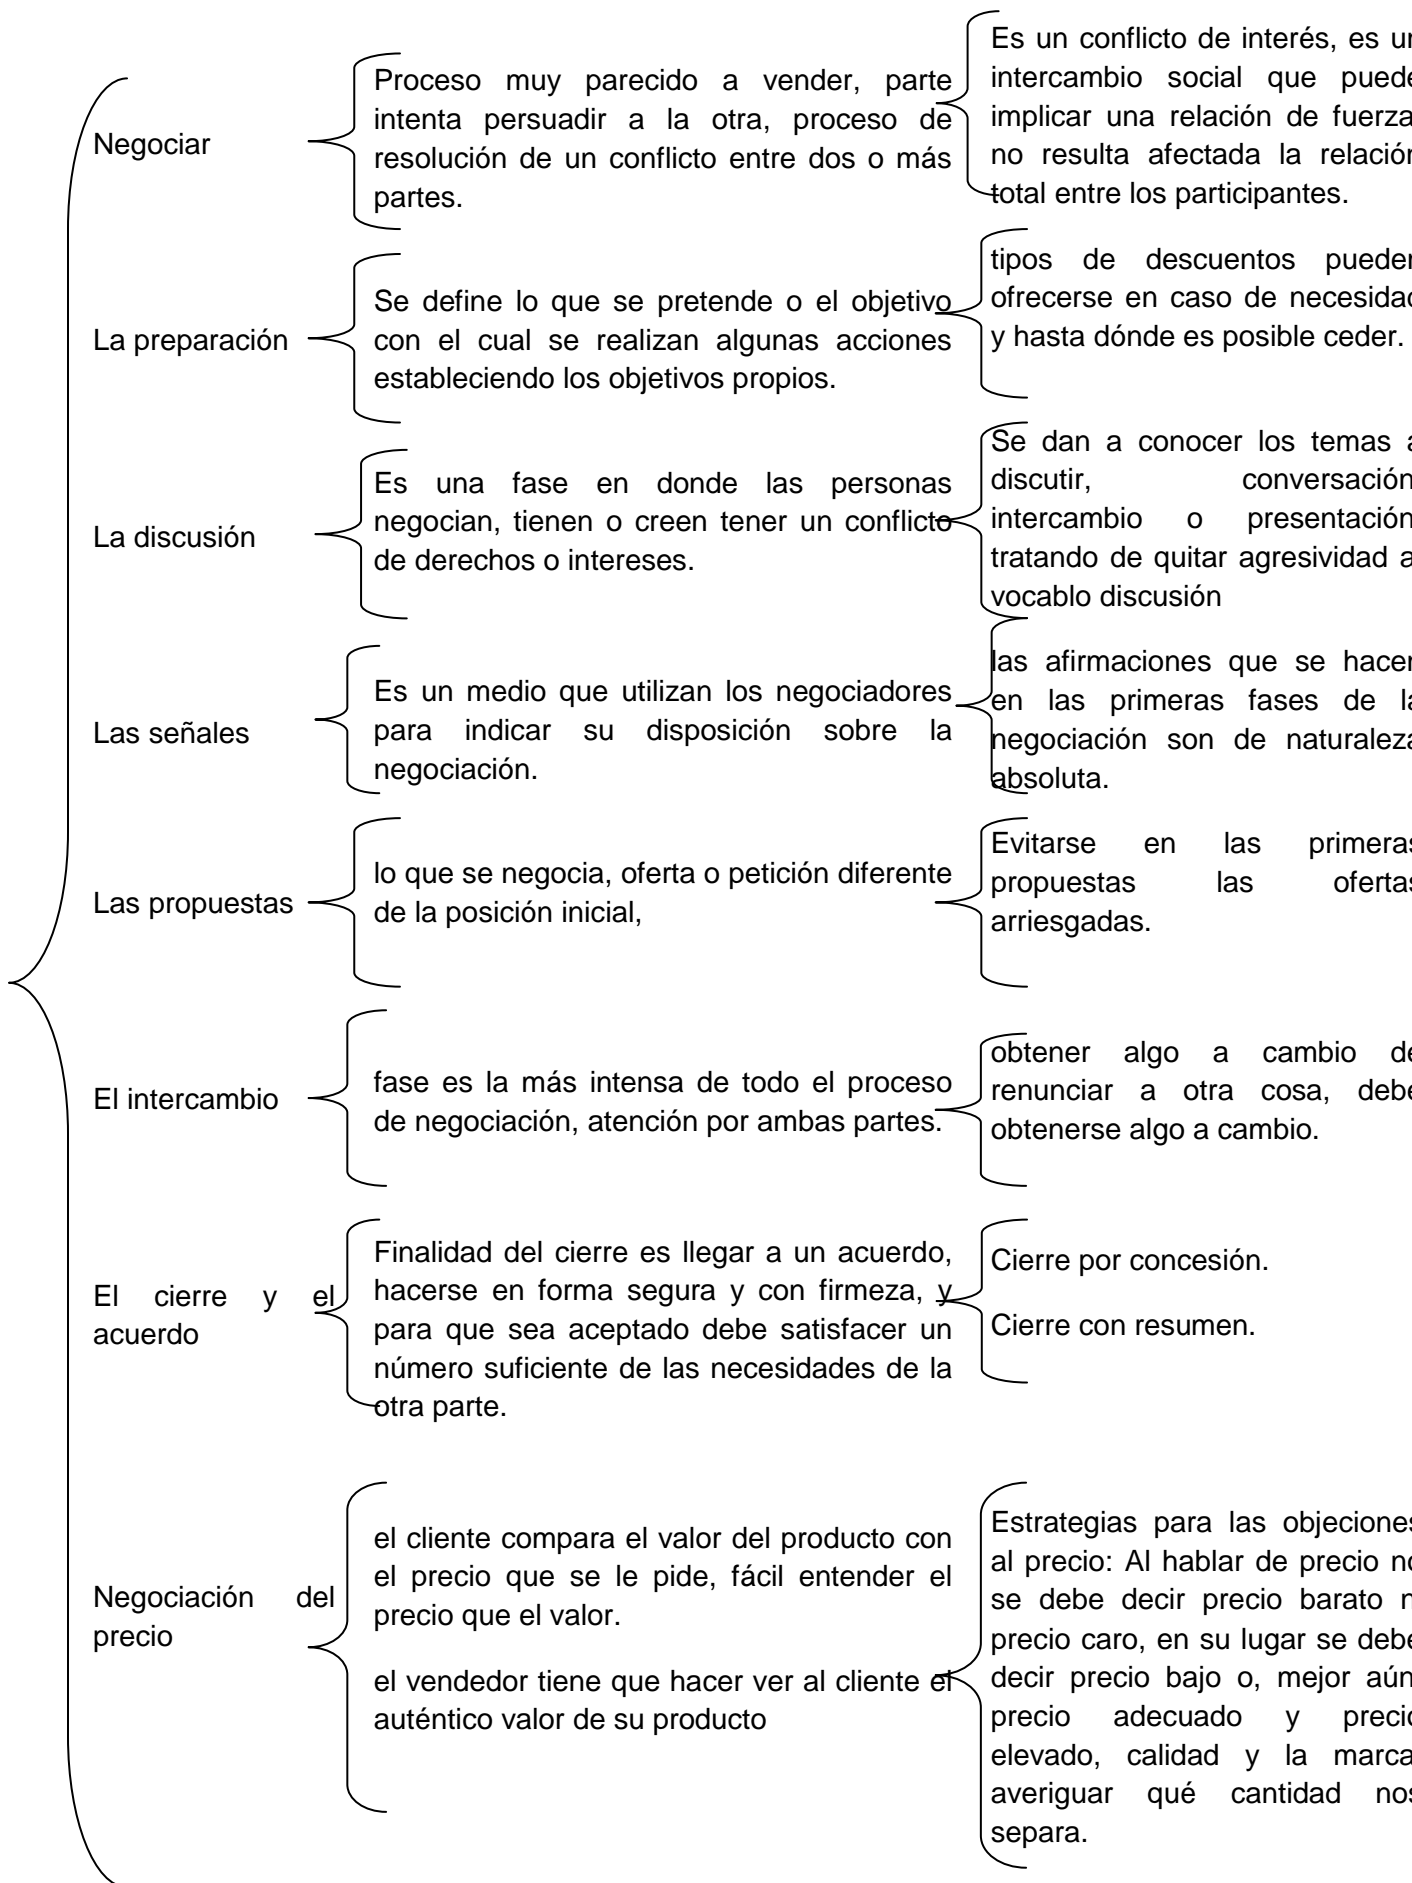 Negociar
Proceso muy parecido a vender, parte
intenta persuadir a la otra, proceso de
resolución de un conflicto entre dos o más
partes.
Es un conflicto de interés, es un
intercambio social que puede
implicar una relación de fuerza
no resulta afectada la relación
total entre los participantes.
La preparación
Se define lo que se pretende o el objetivo
con el cual se realizan algunas acciones
estableciendo los objetivos propios.
tipos de descuentos pueden
ofrecerse en caso de necesidad
y hasta dónde es posible ceder.
La discusión
Es una fase en donde las personas
negocian, tienen o creen tener un conflicto
de derechos o intereses.
Se dan a conocer los temas a
discutir, conversación
intercambio o presentación
tratando de quitar agresividad al
vocablo discusión
Las señales
Es un medio que utilizan los negociadores
para indicar su disposición sobre la
negociación.
las afirmaciones que se hacen
en las primeras fases de la
negociación son de naturaleza
absoluta.
Las propuestas
lo que se negocia, oferta o petición diferente
de la posición inicial,
Evitarse en las primeras
propuestas las ofertas
arriesgadas.
El intercambio
fase es la más intensa de todo el proceso
de negociación, atención por ambas partes.
obtener algo a cambio de
renunciar a otra cosa, debe
obtenerse algo a cambio.
El cierre y el
acuerdo
Finalidad del cierre es llegar a un acuerdo,
hacerse en forma segura y con firmeza, y
para que sea aceptado debe satisfacer un
número suficiente de las necesidades de la
otra parte.
Cierre por concesión.
Cierre con resumen.
Negociación del
precio
el cliente compara el valor del producto con
el precio que se le pide, fácil entender el
precio que el valor.
el vendedor tiene que hacer ver al cliente el
auténtico valor de su producto
Estrategias para las objeciones
al precio: Al hablar de precio no
se debe decir precio barato ni
precio caro, en su lugar se debe
decir precio bajo o, mejor aún
precio adecuado y precio
elevado, calidad y la marca
averiguar qué cantidad nos
separa.